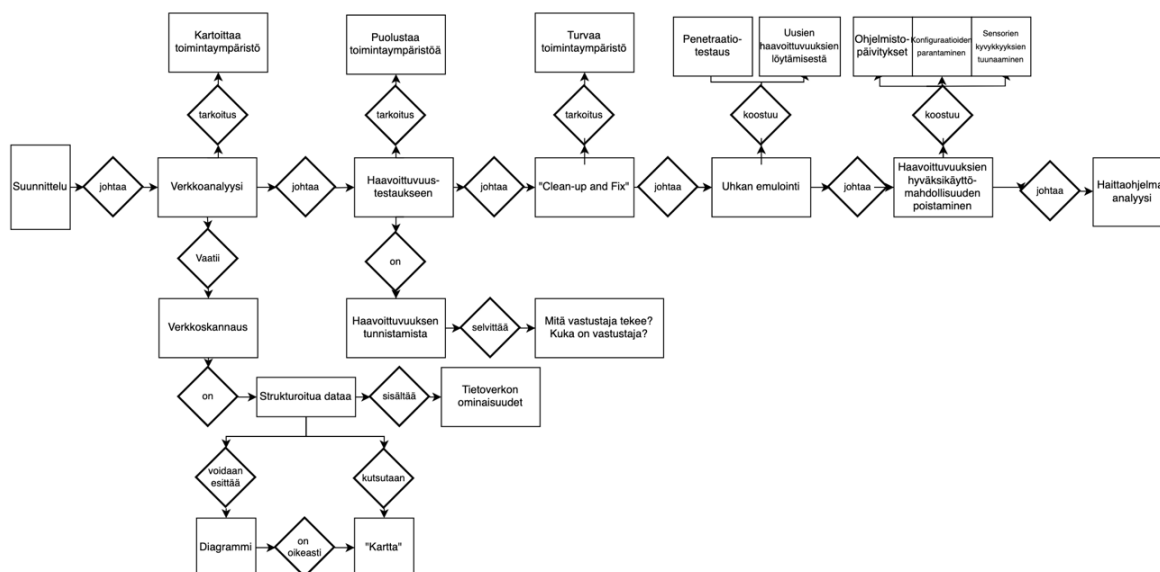 Kartoittaa
toimintaympäristö
Puolustaa
toimintaympäristöä
Turvaa
toimintaympäristö
Penetraatio-
testaus
Uusien
haavoittuvuuksien
löytämisestä
Ohjelmisto-
päivitykset
Konfiguraatioiden
parantaminen
Sensorien
kyvykkyyksien
tuunaaminen
tarkoitus
tarkoitus
tarkoitus
koostuu
koostuu
Suunnittelu
johtaa
Verkkoanalyysi
johtaa
Haavoittuvuus-
testaukseen
johtaa
"Clean-up and Fix"
johtaa
Uhkan emulointi
johtaa
Haavoittuvuuksien
hyväksikäyttö-
mahdollisuuden
poistaminen
johtaa
Haittaohjelma
analyysi
Vaatii
on
Verkkoskannaus
Haavoittuvuuksen
tunnistamista
selvittää
Mitä vastustaja tekee?
Kuka on vastustaja?
on
Strukturoitua dataa
sisältää
Tietoverkon
ominaisuudet
voidaan
esittää
kutsutaan
Diagrammi
on
oikeasti
"Kartta"